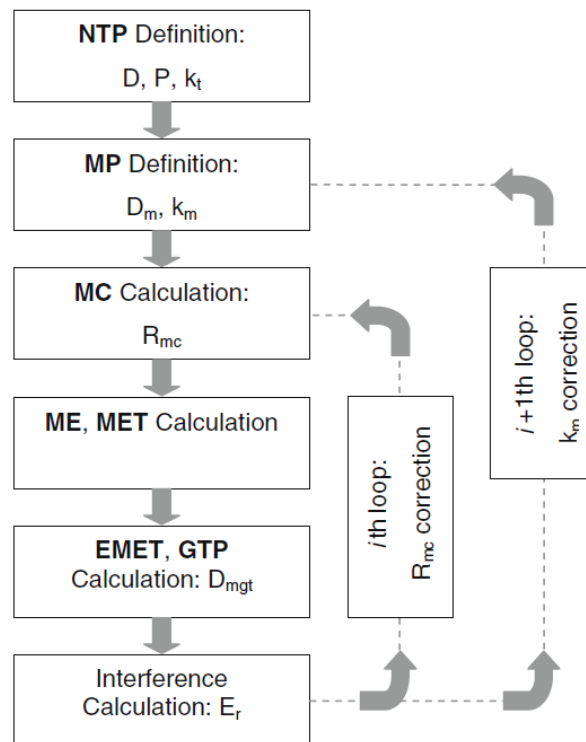 NTP Definition:
D, P, kt
MP Definition:
Dm, km
MC Calculation:
Rmc
ME, MET Calculation
EMET, GTP
Calculation: Dmgt
Interference
Calculation: Er
ith loop:
Rmc correction
i +1th loop:
km correction